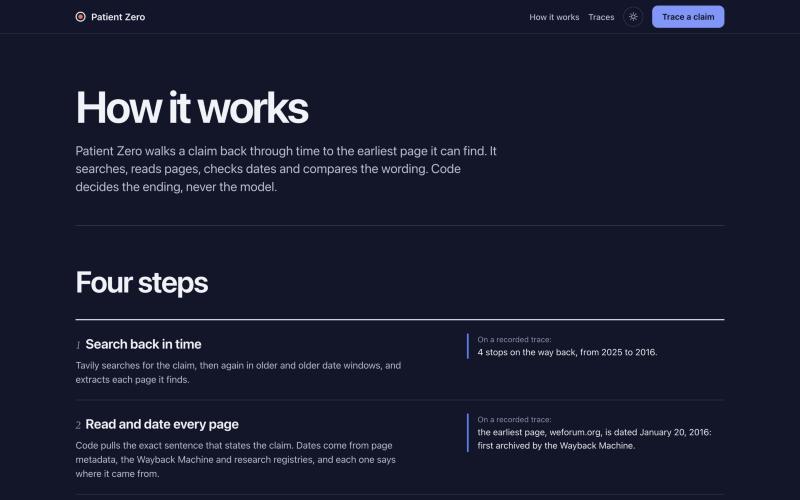 Patient Zero
How it works
Traces
Trace a claim
How it works
Patient Zero walks a claim back through time to the earliest page it can find. It
searches, reads pages, checks dates and compares the wording. Code
decides the ending, never the model.
Four steps
1 Search back in time
Tavily searches for the claim, then again in older and older date windows, and
extracts each page it finds.
On a recorded trace:
4 stops on the way back, from 2025 to 2016.
2 Read and date every page
Code pulls the exact sentence that states the claim. Dates come from page
metadata, the Wayback Machine and research registries, and each one says
where it came from.
On a recorded trace:
the earliest page, weforum.org, is dated January 20, 2016:
first archived by the Wayback Machine.